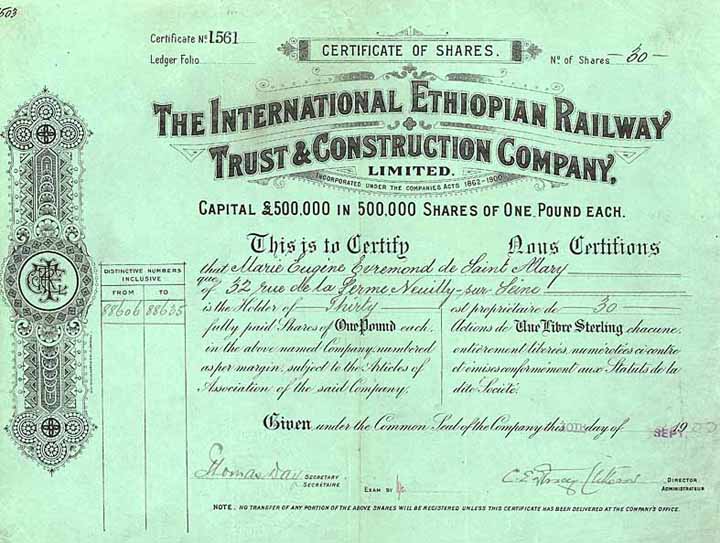 503
Certificate No. 1561
Ledger Folio
CERTIFICATE OF SHARES.
No. of Shares 30
THE INTERNATIONAL ETHIOPIAN RAILWAY
TRUST & CONSTRUCTION COMPANY,
LIMITED.
INCORPORATED UNDER THE COMPANIES ACTS 1862-1900.
CAPITAL £500,000 IN 500,000 SHARES OF ONE POUND EACH.
This is to Certify
Nous Certifions
that Marie Eugène Evremond de Saint Mary
que
of 32 rue de la Ferme Neuilly-sur-Seine
DISTINCTIVE NUMBERS
INCLUSIVE
FROM TO
88606 88635
is the Holder of Thirty
fully paid Shares of One Pound each,
in the above named Company, numbered
as per margin, subject to the Articles of
Association of the said Company.
est propriétaire de 30
Actions de Une Libre Sterling chacune,
entièrement liberées, numérotées ci-contre
et émises conformément aux Statuts de la
dite Société.
Given under the Common Seal of the Company this day of SEPT. 19
Thomas Day
SECRETARY
SECRÉTAIRE
EXAM BY
DIRECTOR
ADMINISTRATEUR
NOTE. NO TRANSFER OF ANY PORTION OF THE ABOVE SHARES WILL BE REGISTERED UNLESS THIS CERTIFICATE HAS BEEN DELIVERED AT THE COMPANY'S OFFICE.